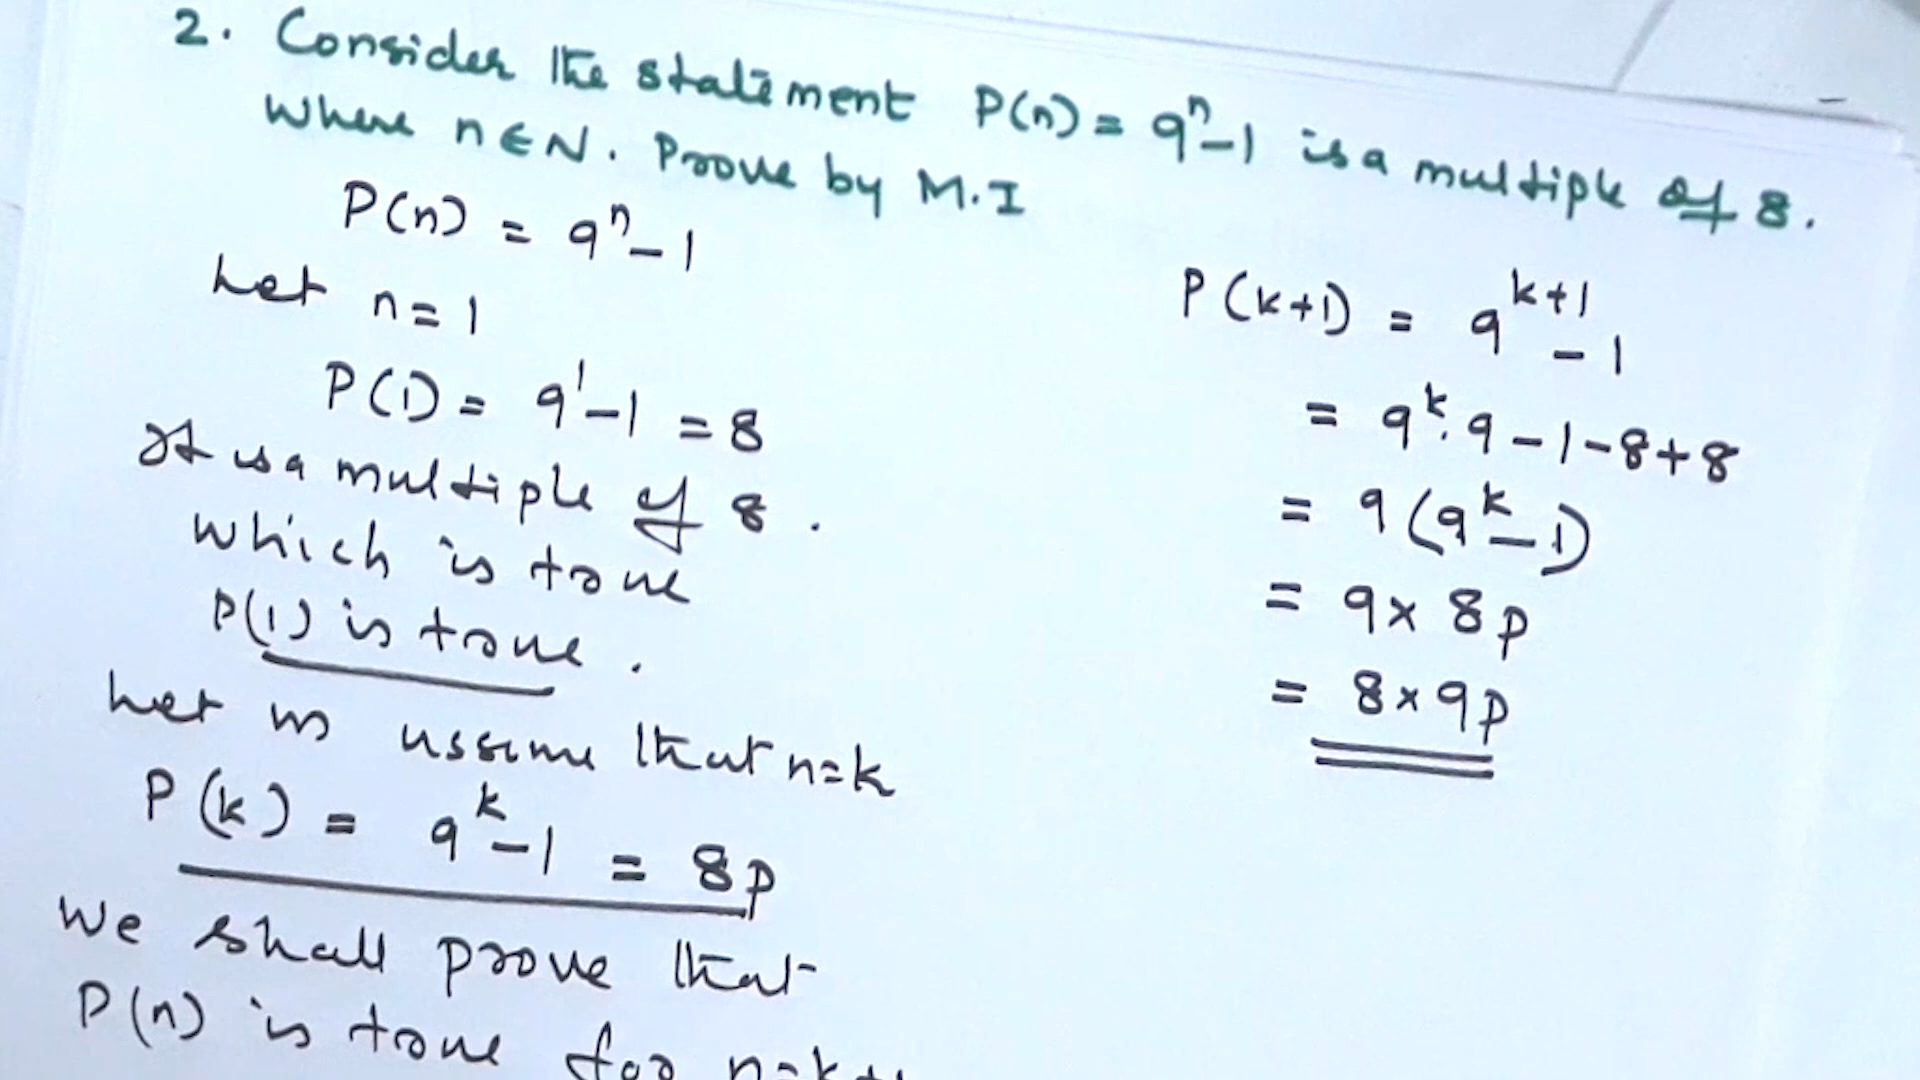 2. Consider the statement P(n) = 9ⁿ-1 is a multiple of 8.
Where n∈N. Prove by M.I
P(n) = 9ⁿ-1
Let n=1
P(1) = 9¹-1 = 8
It is a multiple of 8.
Which is true
P(1) is true.
Let us assume that n=k
P(k) = 9ᵏ-1 = 8p
We shall prove that
P(n) is true for n=k+1
P(k+1) = 9ᵏ⁺¹-1
= 9ᵏ.9-1-8+8
= 9(9ᵏ-1)
= 9×8p
= 8×9p